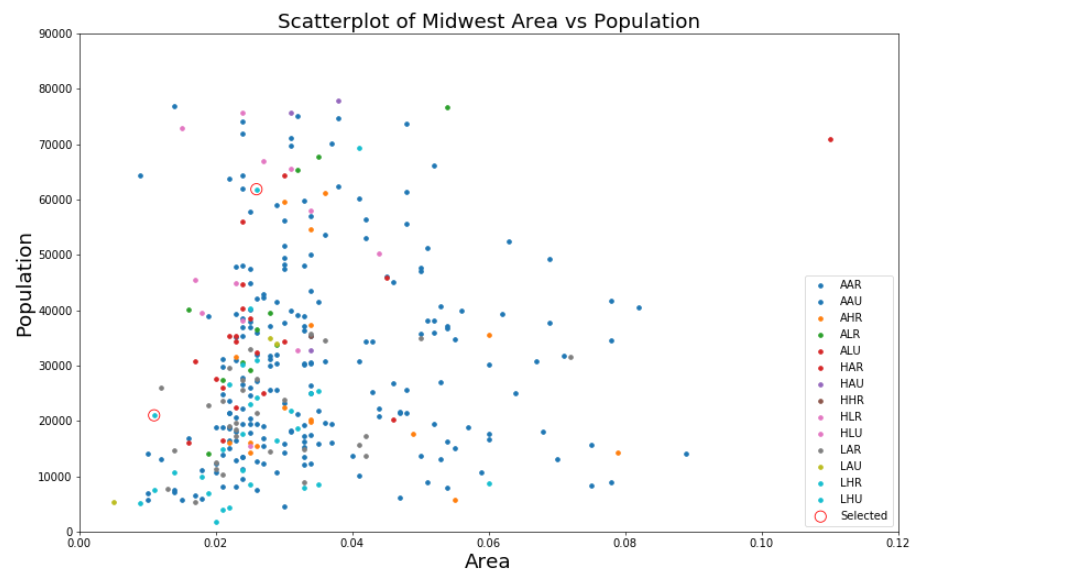 Scatterplot of Midwest Area vs Population
90000
80000
70000
60000
50000
40000
30000
20000
10000
0
Population
0.00 0.02 0.04 0.06 0.08 0.10 0.12
Area
AAR
AAU
AHR
ALR
ALU
HAR
HAU
HHR
HLR
HLU
LAR
LAU
LHR
LHU
Selected